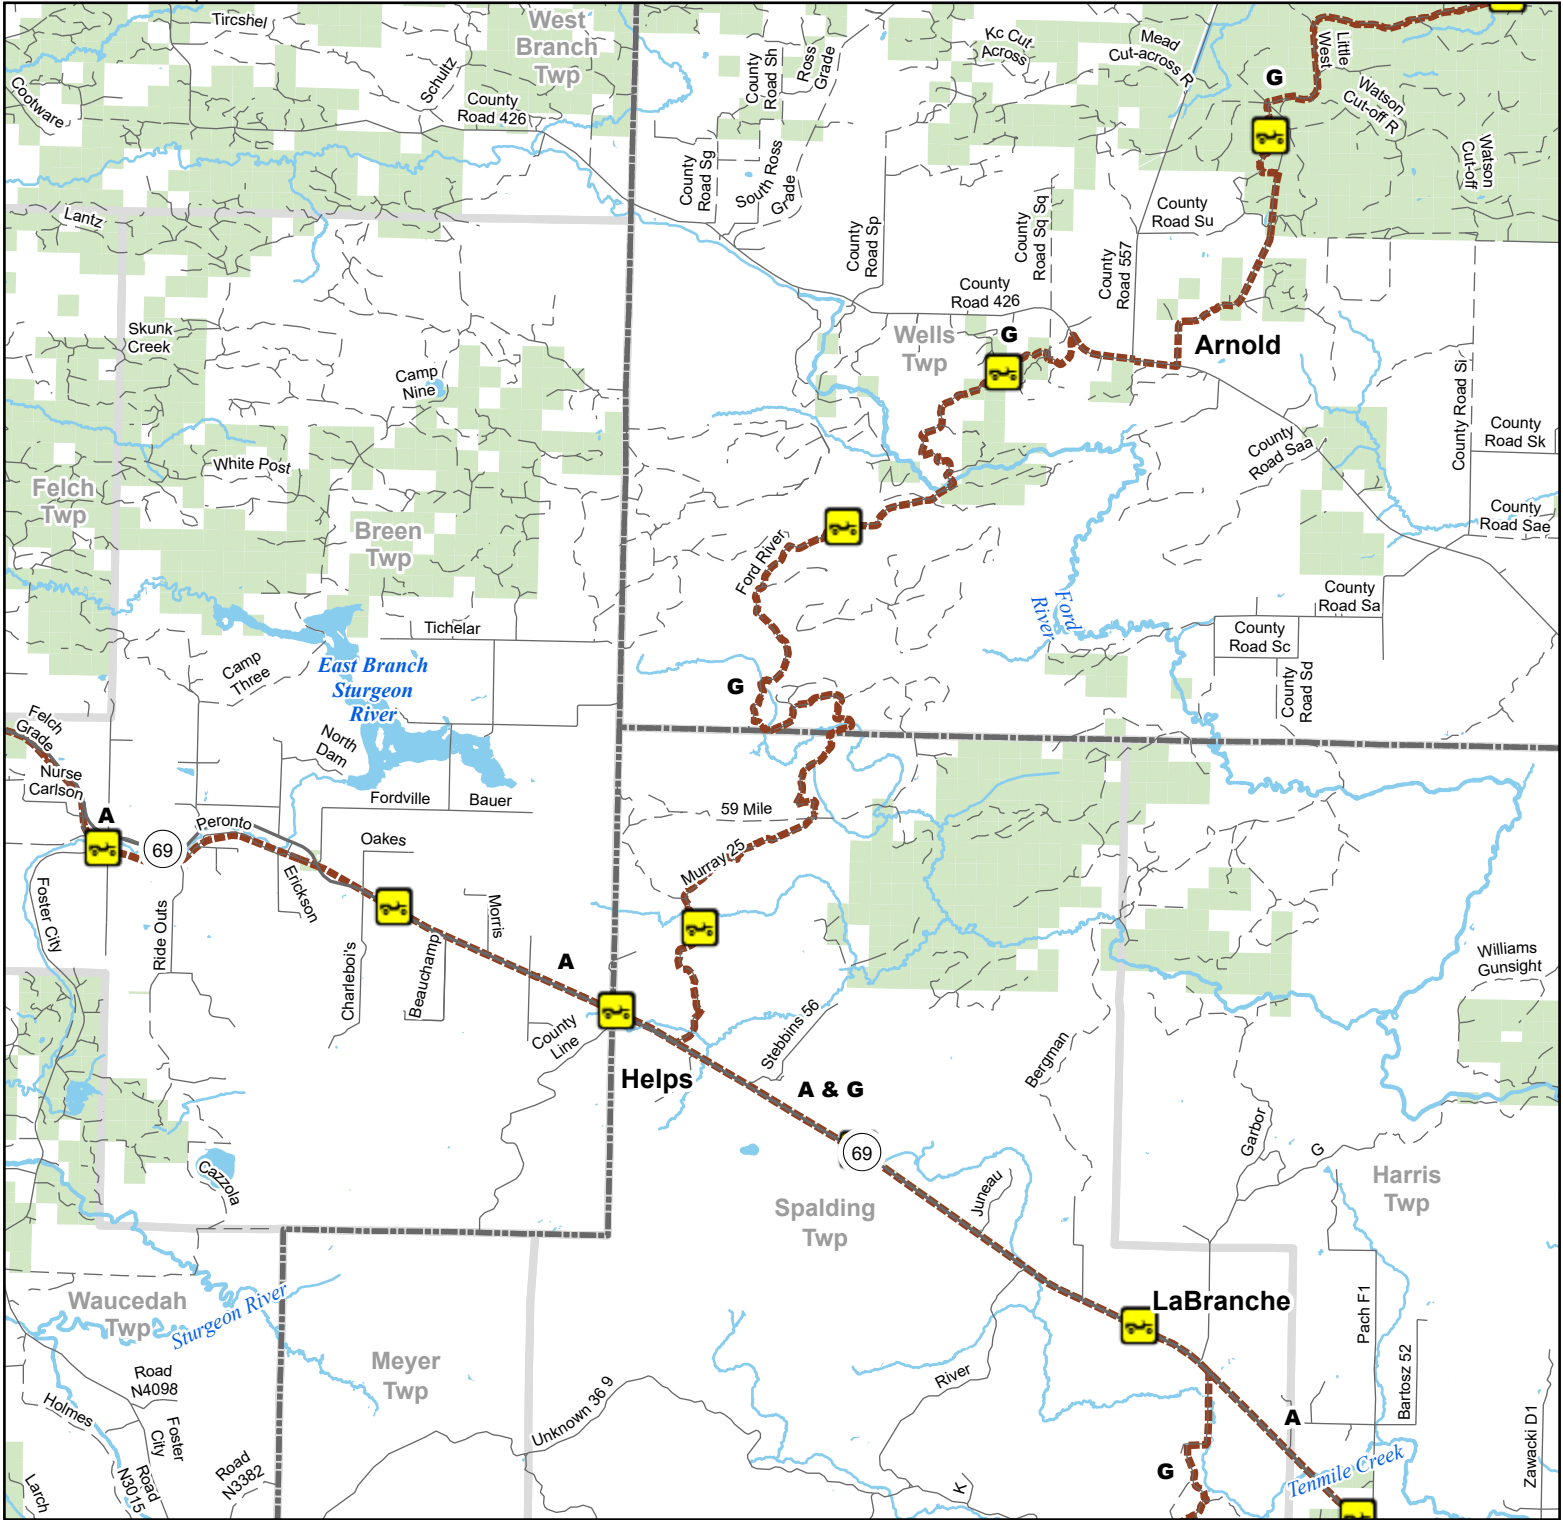 Tircshel
West
Branch
Twp
Schultz
Cootware
County
Road 426
County
Road Sh
Ross
Grade
Kc Cut-
Across
Mead
Cut-across R
G
Little
West
Watson
Cut-off R
Watson
Cut-off
County
Road Sg
South Ross
Grade
County
Road Sp
County
Road Sq Sq
County
Road Su
County
Road 557
Lantz
County
Road 426
Skunk
Creek
Wells
Twp
G
Arnold
Camp
Nine
County Road Si
County
Road Sk
County
Road Saa
White Post
Felch
Twp
Breen
Twp
County
Road Sae
Ford River
Ford
River
County
Road Sa
County
Road Sc
County
Road Sd
Tichelar
Camp
Three
East Branch
Sturgeon
River
G
Felch
Grade
North
Dam
Nurse
Carlson
A
Fordville
Bauer
59 Mile
Peronto
69
Oakes
Murray 25
Erickson
Foster City
Ride Outs
Morris
Charlebois
Beauchamp
A
Williams
Gunsight
County
Line
Stebbins 56
Bergman
Helps
A & G
69
Garbor
G
Harris
Twp
Cazzola
Juneau
Spalding
Twp
Waucedah
Twp
Sturgeon River
LaBranche
Pach F1
Bartosz 52
Meyer
Twp
Road
N4098
River
Holmes
Foster
City
Unknown 36 9
A
Zawacki D1
Road
N3382
Road
N3015
Larch
K
G
Tenmile Creek